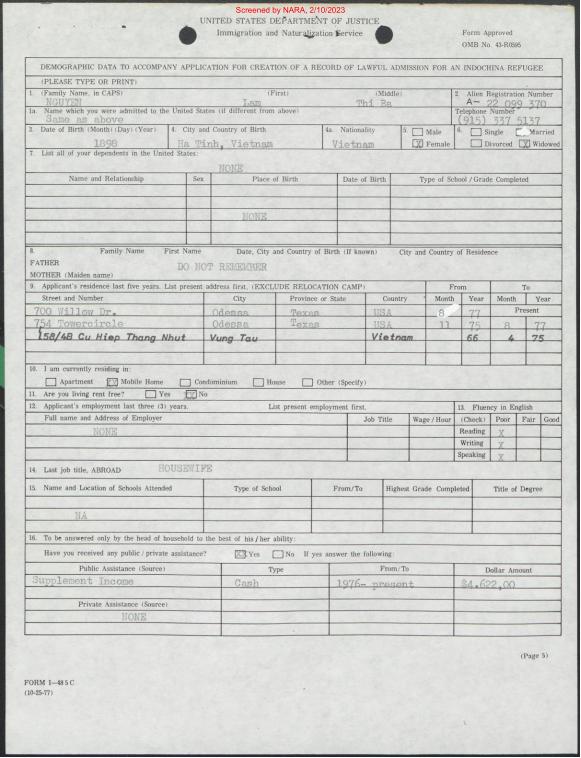 Screened by NARA, 2/10/2023
UNITED STATES DEPARTMENT OF JUSTICE
Immigration and Naturalization Service
Form Approved
OMB No. 43-R0595
DEMOGRAPHIC DATA TO ACCOMPANY APPLICATION FOR CREATION OF A RECORD OF LAWFUL ADMISSION FOR AN INDOCHINA REFUGEE
(PLEASE TYPE OR PRINT)
1. (Family Name, in CAPS) (First) (Middle) 2. Alien Registration Number
NGUYEN Lam Thi Ba A- 22 099 370
1a. Name which you were admitted to the United States (if different from above) Telephone Number
Same as above (915) 337 5137
3. Date of Birth (Month) (Day) (Year) 4. City and Country of Birth 4a. Nationality 5. Male 6. Single Married
1898 Ha Tinh, Vietnam Vietnam X Female Divorced X Widowed
7. List all of your dependents in the United States:
NONE
Name and Relationship Sex Place of Birth Date of Birth Type of School/Grade Completed
NONE
8. Family Name First Name Date, City and Country of Birth (If known) City and Country of Residence
FATHER
DO NOT REMEMBER
MOTHER (Maiden name)
9. Applicant's residence last five years. List present address first. (EXCLUDE RELOCATION CAMP) From To
Street and Number City Province or State Country Month Year Month Year
700 Willow Dr. Odessa Texas USA 8 77 Present
754 Towercircle Odessa Texas USA 11 75 8 77
158/4B Cu Hiep Thang Nhut Vung Tau Vietnam 66 4 75
10. I am currently residing in:
Apartment X Mobile Home Condominium House Other (Specify)
11. Are you living rent free? Yes X No
12. Applicant's employment last three (3) years. List present employment first. 13. Fluency in English
Full name and Address of Employer Job Title Wage/Hour (Check) Poor Fair Good
NONE Reading X
Writing X
Speaking X
14. Last job title, ABROAD HOUSEWIFE
15. Name and Location of Schools Attended Type of School From/To Highest Grade Completed Title of Degree
NA
16. To be answered only by the head of household to the best of his/her ability:
Have you received any public/private assistance? X Yes No If yes answer the following:
Public Assistance (Source) Type From/To Dollar Amount
Supplement Income Cash 1976- present $4.622,00
Private Assistance (Source)
NONE
(Page 5)
FORM I-485C
(10-25-77)